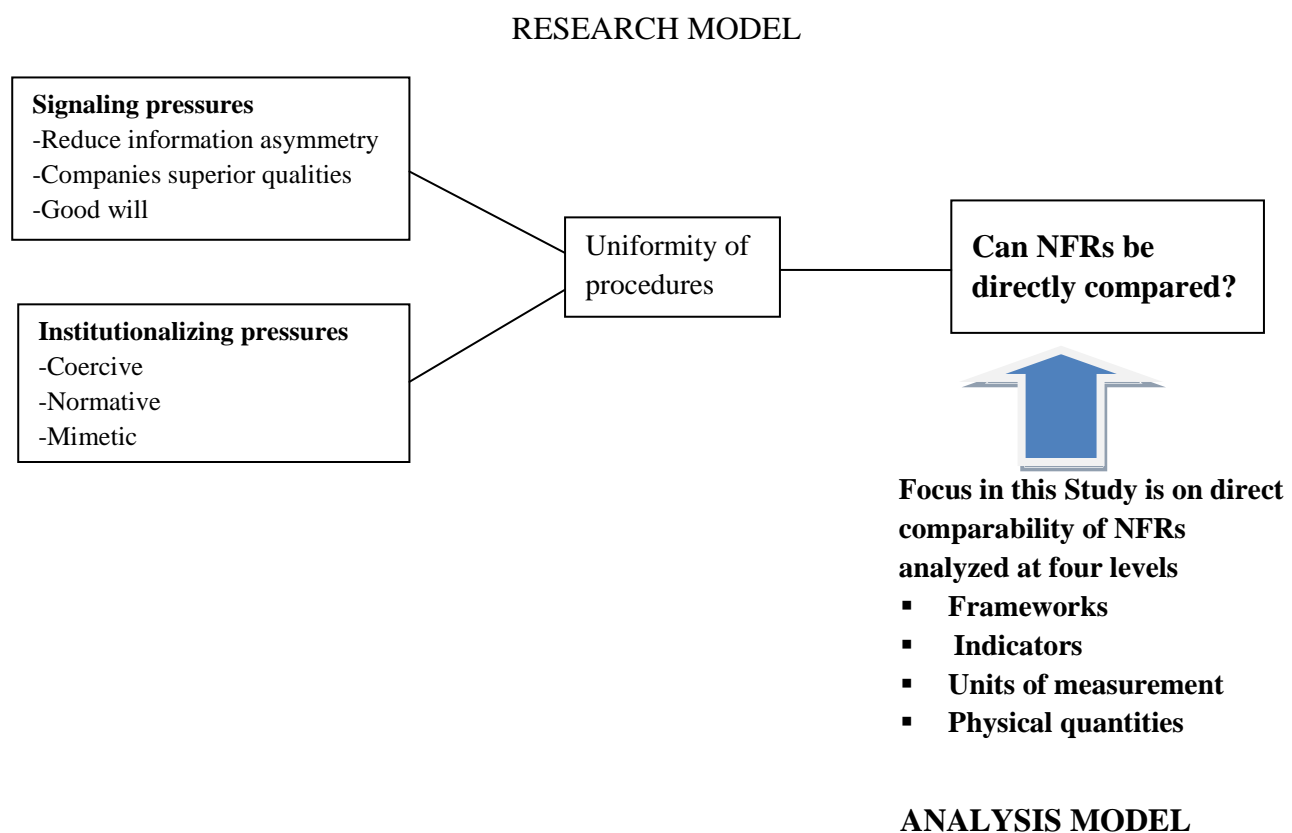 RESEARCH MODEL
Signaling pressures
-Reduce information asymmetry
-Companies superior qualities
-Good will
Institutionalizing pressures
-Coercive
-Normative
-Mimetic
Uniformity of
procedures
Can NFRs be
directly compared?
Focus in this Study is on direct
comparability of NFRs
analyzed at four levels
▪ Frameworks
▪ Indicators
▪ Units of measurement
▪ Physical quantities
ANALYSIS MODEL